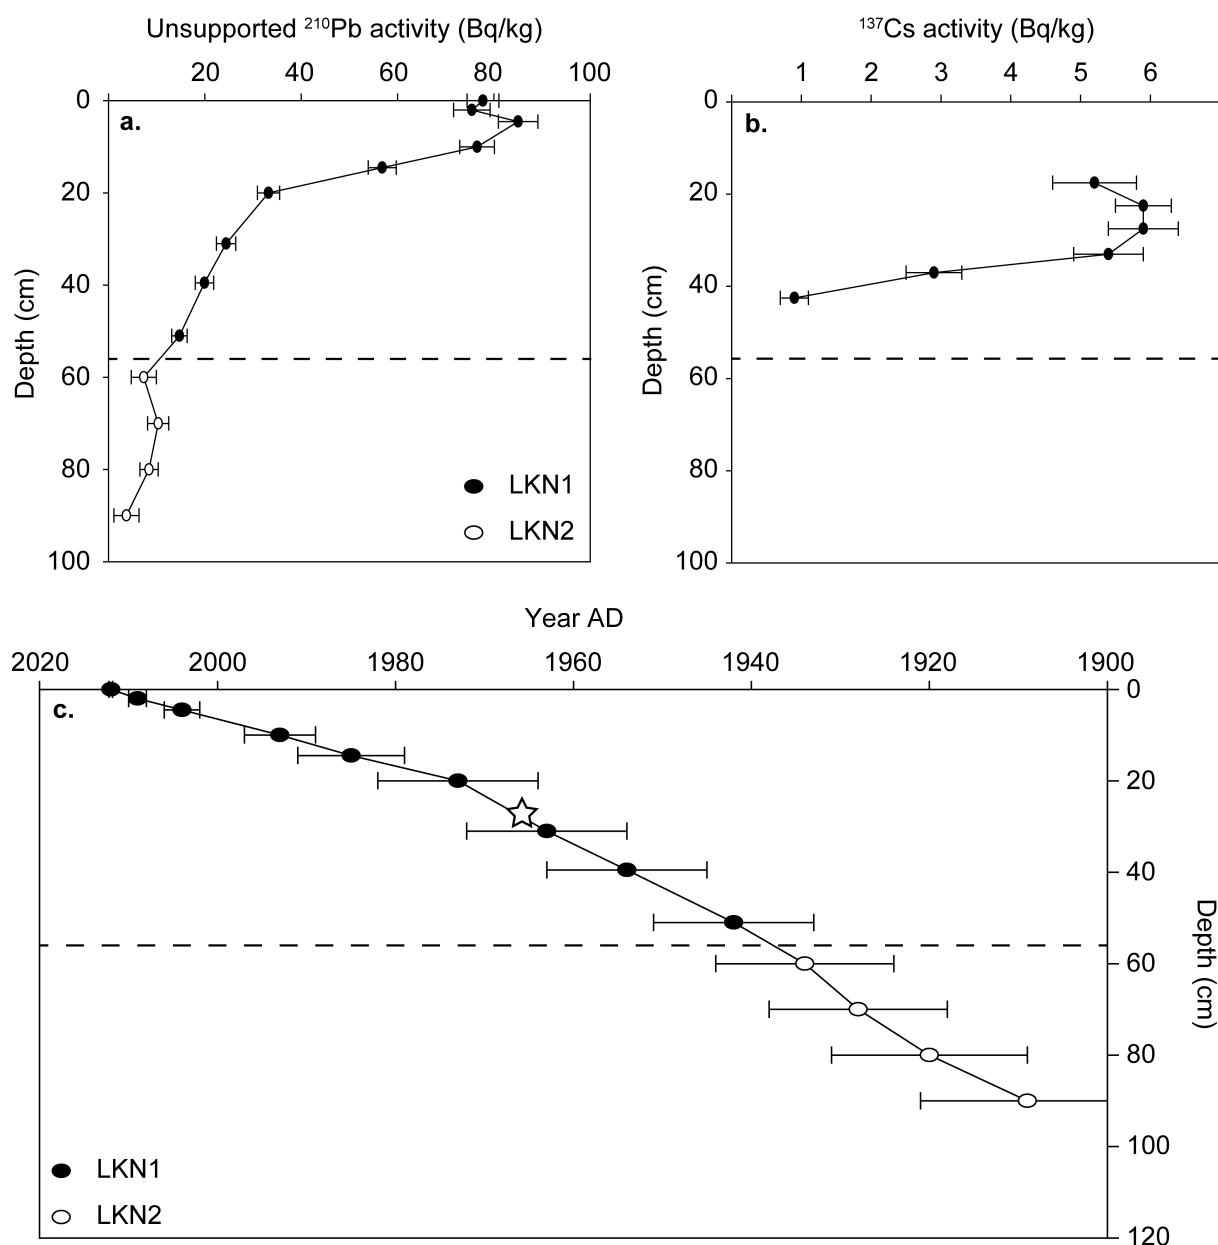 Unsupported ²¹⁰Pb activity (Bq/kg)
20 40 60 80 100
0
20
40
60
80
100
Depth (cm)
a.
LKN1
LKN2
¹³⁷Cs activity (Bq/kg)
1 2 3 4 5 6
0
20
40
60
80
100
Depth (cm)
b.
Year AD
2020 2000 1980 1960 1940 1920 1900
c.
0
20
40
60
80
100
120
Depth (cm)
LKN1
LKN2